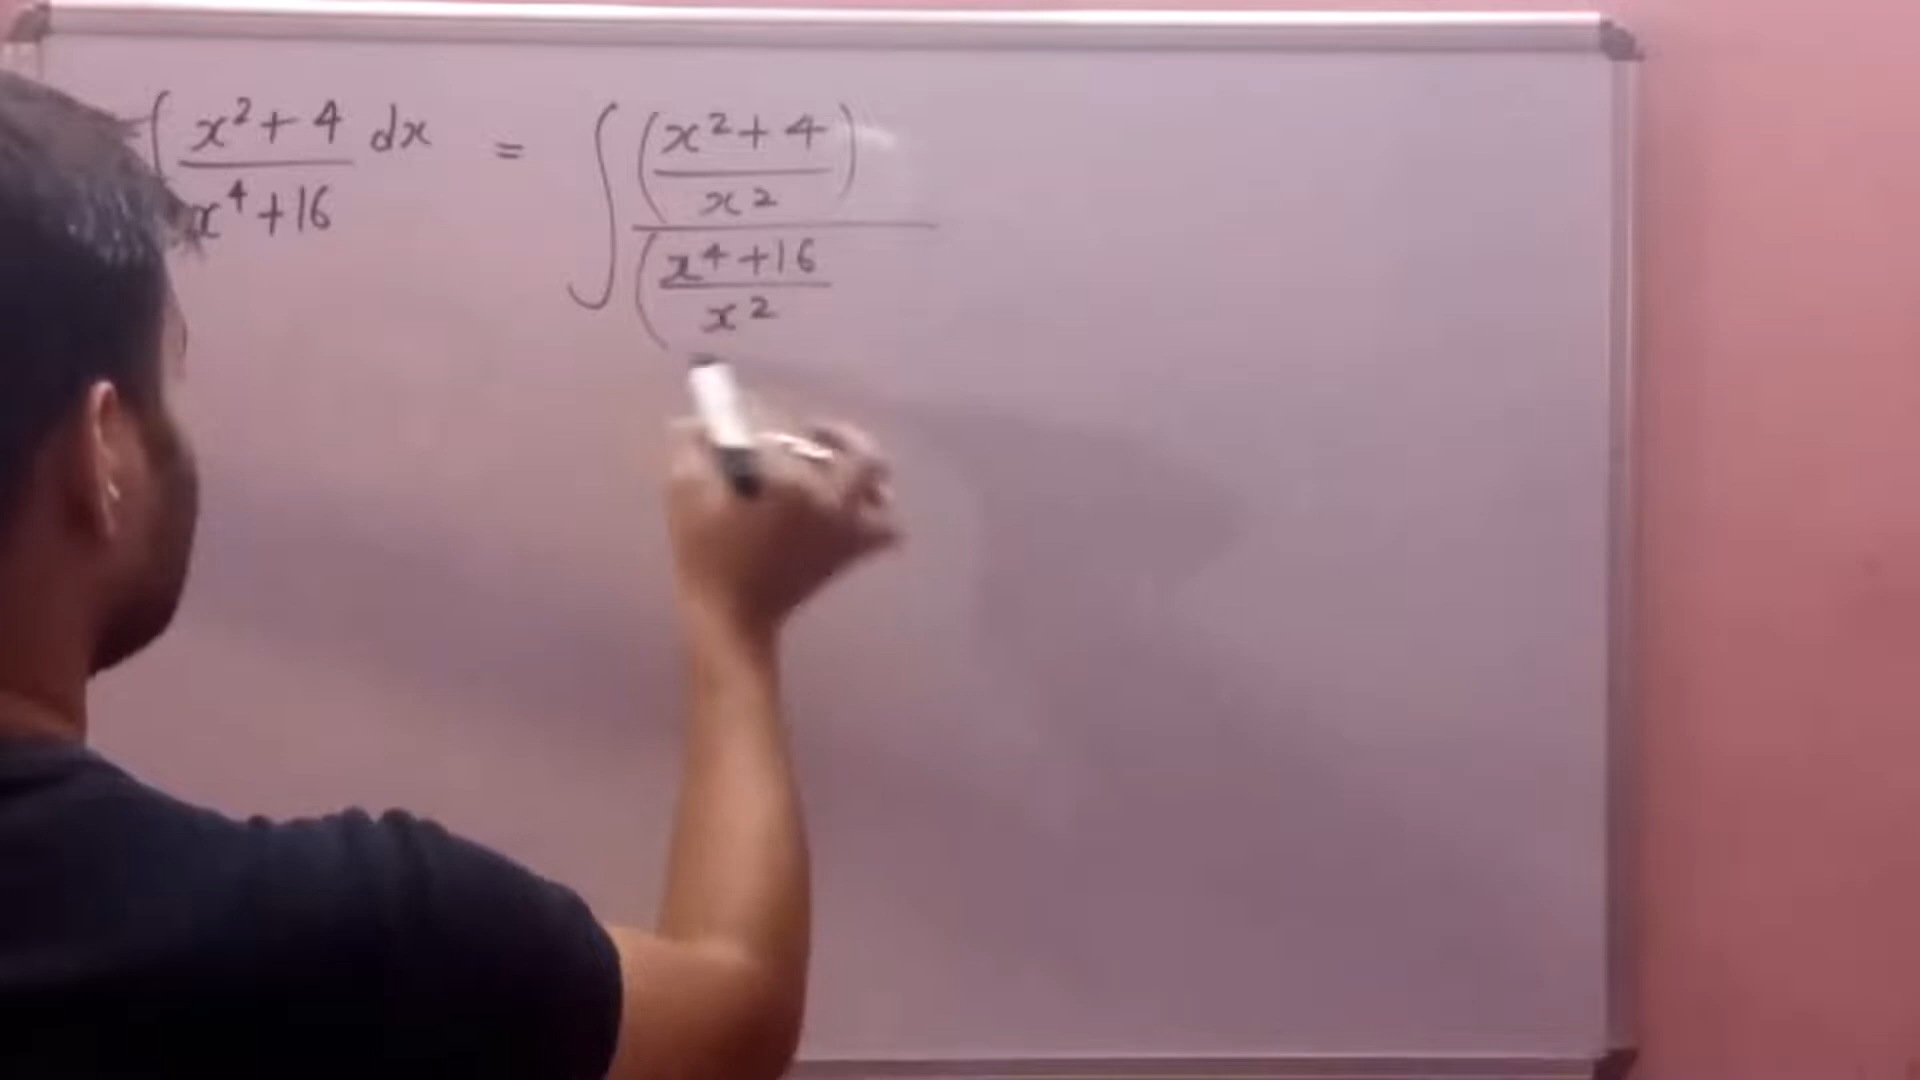 ∫ (x² + 4)/(x⁴ + 16) dx = ∫ ((x² + 4)/x²) / ((x⁴ + 16)/x²